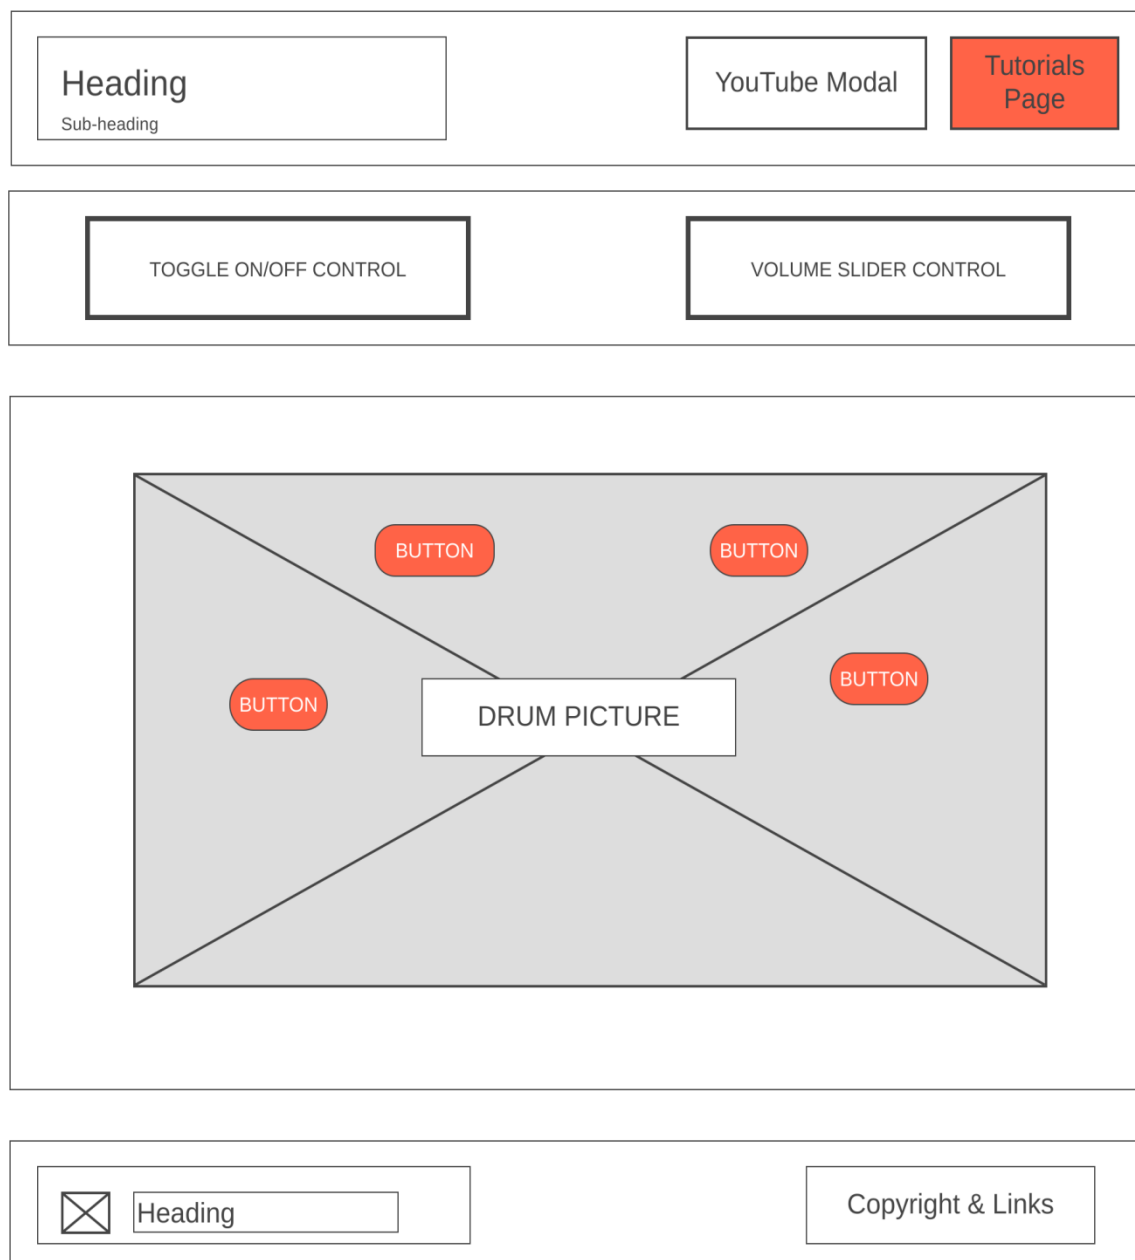 Heading
Sub-heading
YouTube Modal
Tutorials
Page
TOGGLE ON/OFF CONTROL
VOLUME SLIDER CONTROL
BUTTON
BUTTON
BUTTON
BUTTON
DRUM PICTURE
Heading
Copyright & Links